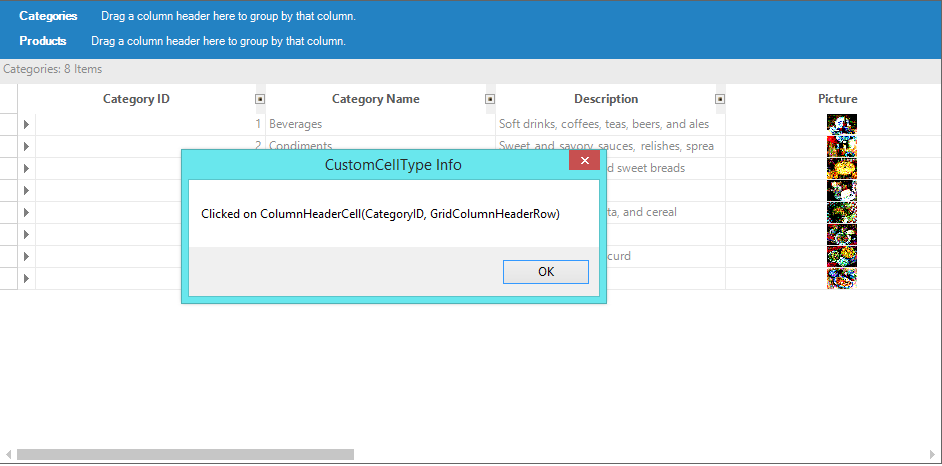 Categories Drag a column header here to group by that column.
Products Drag a column header here to group by that column.
Categories: 8 Items
Category ID Category Name Description Picture
1 Beverages Soft drinks, coffees, teas, beers, and ales
2 Condiments Sweet and savory sauces, relishes, sprea
CustomCellType Info
sweet breads
Clicked on ColumnHeaderCell(CategoryID, GridColumnHeaderRow)
and cereal
curd
OK